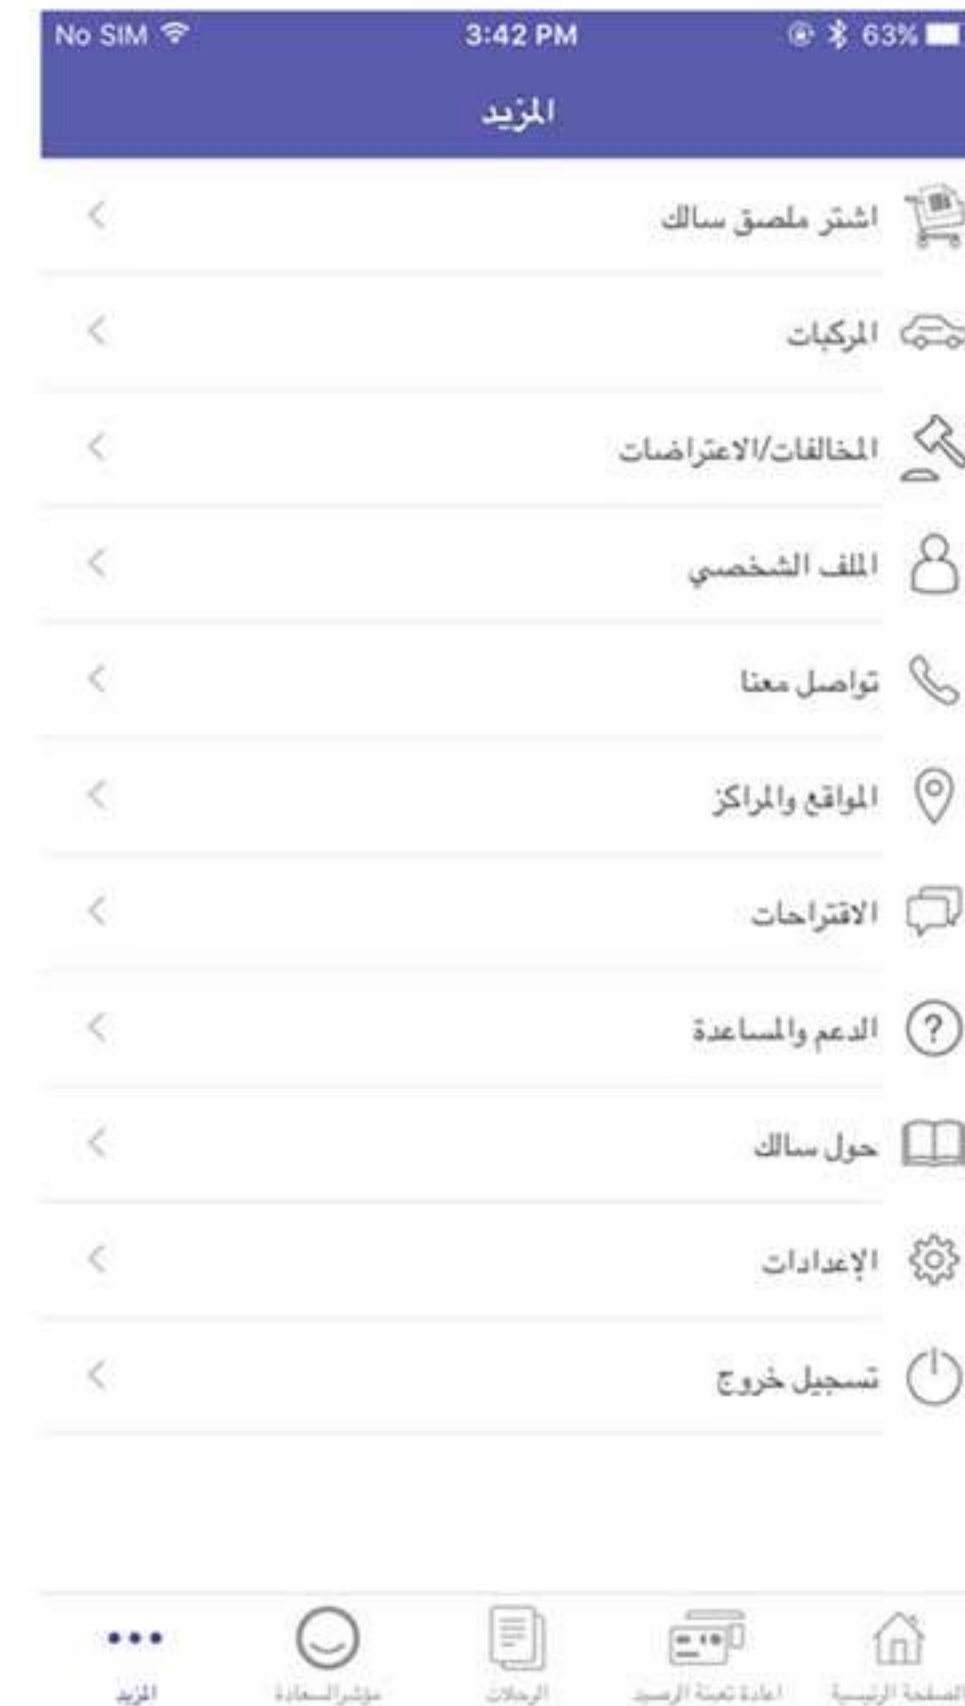 No SIM 3:42 PM 63%
المزيد
اشتر ملصق سالك
المركبات
المخالفات/الاعتراضات
الملف الشخصي
تواصل معنا
المواقع والمراكز
الاقتراحات
الدعم والمساعدة
حول سالك
الإعدادات
تسجيل خروج
الصفحة الرئيسية اعادة تعبئة الرصيد الرحلات مؤشر السعادة المزيد